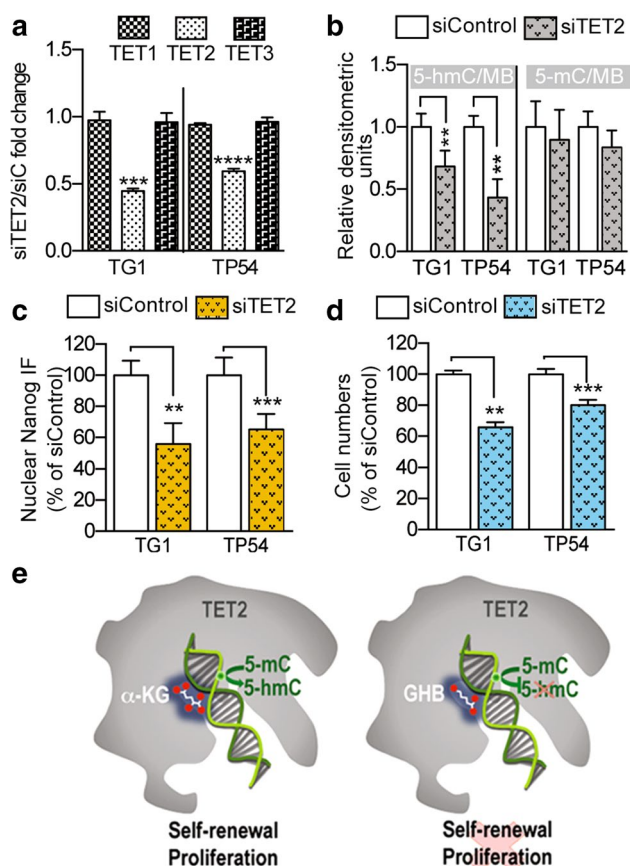 a
TET1 TET2 TET3
siTET2/siC fold change
1.5
1.0
0.5
0.0
***
****
TG1 TP54
b
siControl siTET2
Relative densitometric
units
1.5
1.0
0.5
0.0
5-hmC/MB 5-mC/MB
**
**
TG1 TP54 TG1 TP54
c
siControl siTET2
Nuclear Nanog IF
(% of siControl)
120
100
80
60
40
20
0
**
***
TG1 TP54
d
siControl siTET2
Cell numbers
(% of siControl)
120
100
80
60
40
20
0
**
***
TG1 TP54
e
TET2
5-mC
5-hmC
α-KG
Self-renewal
Proliferation
TET2
5-mC
5-hmC
GHB
Self-renewal
Proliferation